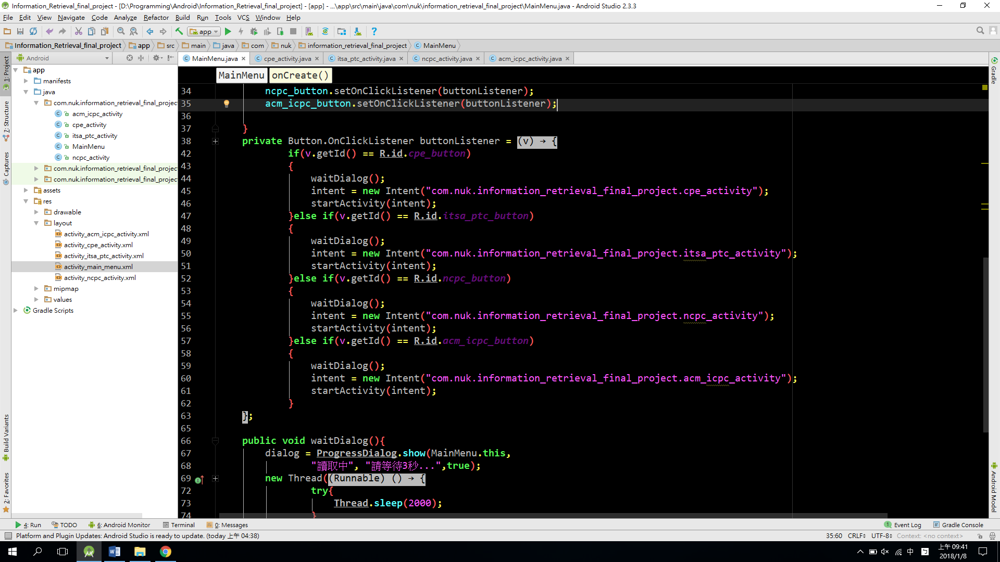 Information_Retrieval_final_project - [D:\Programming\Android\Information_Retrieval_final_project] - [app] - ...\app\src\main\java\com\nuk\information_retrieval_final_project\MainMenu.java - Android Studio 2.3.3
File Edit View Navigate Code Analyze Refactor Build Run Tools VCS Window Help
app
Information_Retrieval_final_project app src main java com nuk information_retrieval_final_project MainMenu
Android
MainMenu.java cpe_activity.java itsa_ptc_activity.java ncpc_activity.java acm_icpc_activity.java
1: Project
7: Structure
Captures
Build Variants
2: Favorites
app
manifests
java
com.nuk.information_retrieval_final_projec
acm_icpc_activity
cpe_activity
itsa_ptc_activity
MainMenu
ncpc_activity
com.nuk.information_retrieval_final_projec
com.nuk.information_retrieval_final_projec
assets
res
drawable
layout
activity_acm_icpc_activity.xml
activity_cpe_activity.xml
activity_itsa_ptc_activity.xml
activity_main_menu.xml
activity_ncpc_activity.xml
mipmap
values
Gradle Scripts
MainMenu onCreate()
34 ncpc_button.setOnClickListener(buttonListener);
35 acm_icpc_button.setOnClickListener(buttonListener);
36
37 }
38 private Button.OnClickListener buttonListener = (v) → {
42 if(v.getId() == R.id.cpe_button)
43 {
44 waitDialog();
45 intent = new Intent("com.nuk.information_retrieval_final_project.cpe_activity");
46 startActivity(intent);
47 }else if(v.getId() == R.id.itsa_ptc_button)
48 {
49 waitDialog();
50 intent = new Intent("com.nuk.information_retrieval_final_project.itsa_ptc_activity");
51 startActivity(intent);
52 }else if(v.getId() == R.id.ncpc_button)
53 {
54 waitDialog();
55 intent = new Intent("com.nuk.information_retrieval_final_project.ncpc_activity");
56 startActivity(intent);
57 }else if(v.getId() == R.id.acm_icpc_button)
58 {
59 waitDialog();
60 intent = new Intent("com.nuk.information_retrieval_final_project.acm_icpc_activity");
61 startActivity(intent);
62 }
63 };
65
66 public void waitDialog(){
67 dialog = ProgressDialog.show(MainMenu.this,
68 "讀取中", "請等待3秒...",true);
69 new Thread((Runnable) () → {
72 try{
73 Thread.sleep(2000);
74 }
Gradle
Android Model
4: Run TODO 6: Android Monitor Terminal 0: Messages 1 Event Log Gradle Console
Platform and Plugin Updates: Android Studio is ready to update. (today 上午 04:38) 35:60 CRLF UTF-8 Context: <no context>
中 上午 09:41
2018/1/8